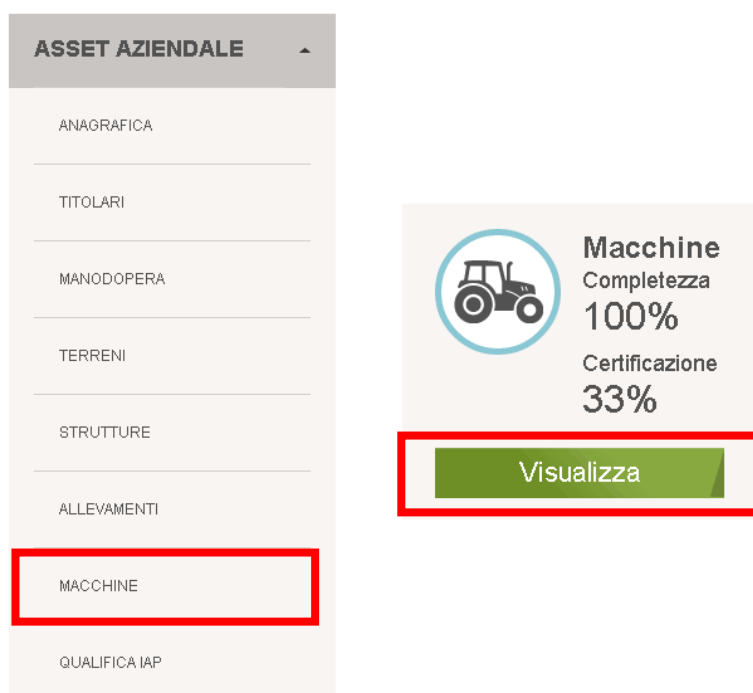 ASSET AZIENDALE
ANAGRAFICA
TITOLARI
MANODOPERA
TERRENI
STRUTTURE
ALLEVAMENTI
MACCHINE
QUALIFICA IAP
Macchine
Completezza
100%
Certificazione
33%
Visualizza